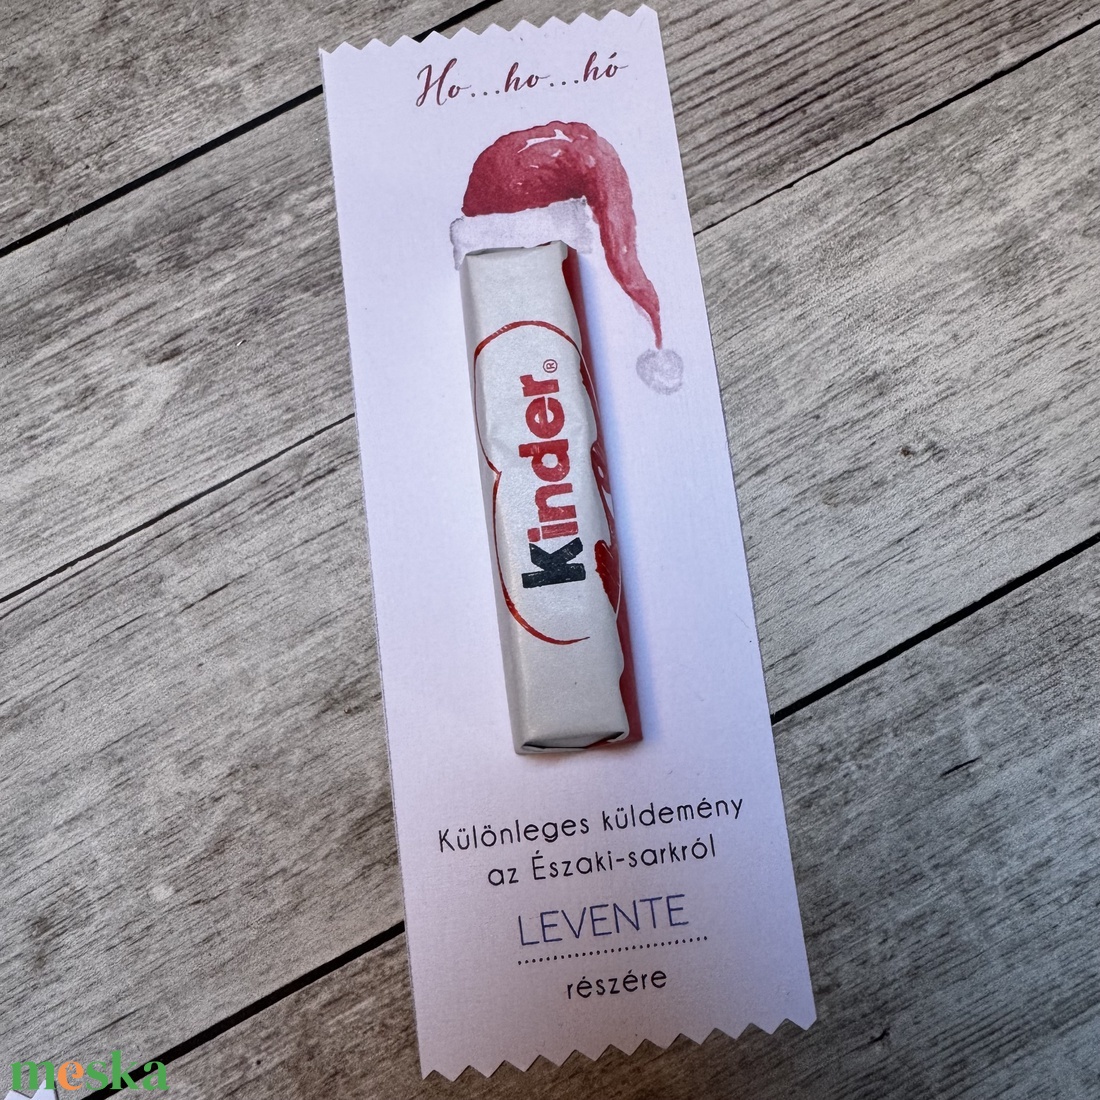 Ho...ho...hó
kinder®
Különleges küldemény
az Északi-sarkról
LEVENTE
részére
meska